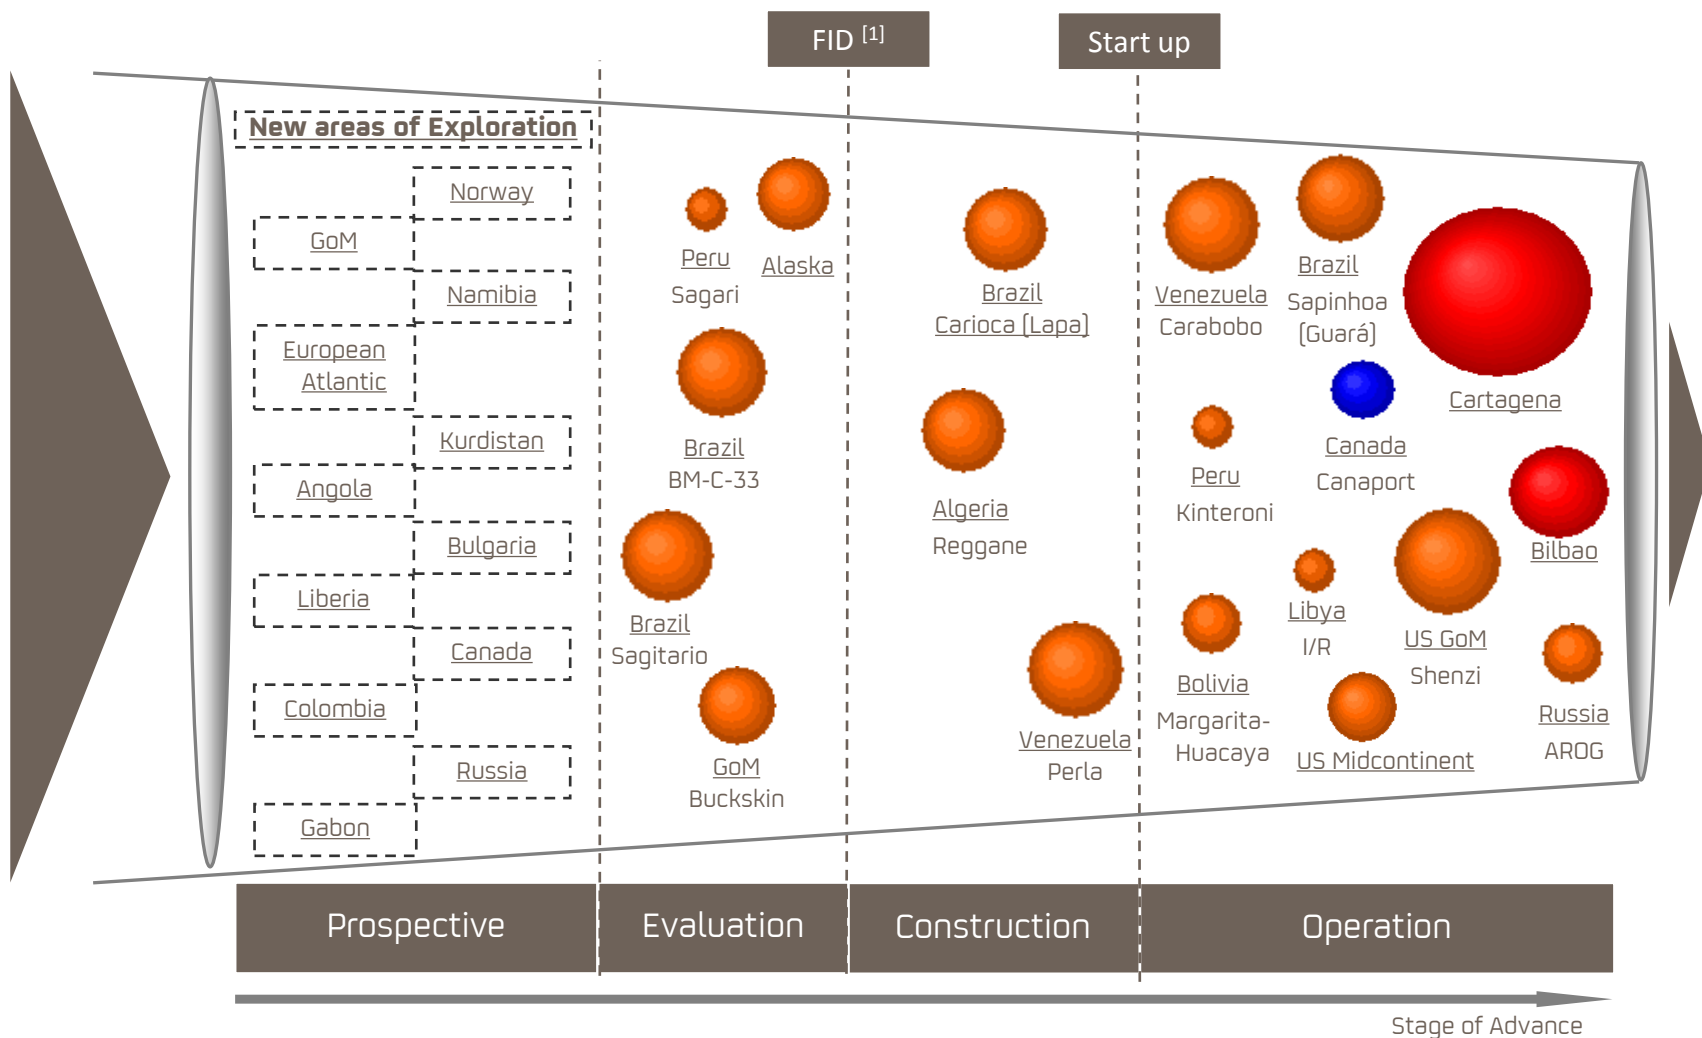 FID [1]
Start up
New areas of Exploration
Norway
GoM
Namibia
European
Atlantic
Kurdistan
Angola
Bulgaria
Liberia
Canada
Colombia
Russia
Gabon
Peru
Sagari
Alaska
Brazil
BM-C-33
Brazil
Sagitario
GoM
Buckskin
Brazil
Carioca (Lapa)
Algeria
Reggane
Venezuela
Perla
Venezuela
Carabobo
Brazil
Sapinhoa
(Guará)
Cartagena
Peru
Kinteroni
Canada
Canaport
Bilbao
Bolivia
Margarita-
Huacaya
Libya
I/R
US GoM
Shenzi
US Midcontinent
Russia
AROG
Prospective
Evaluation
Construction
Operation
Stage of Advance